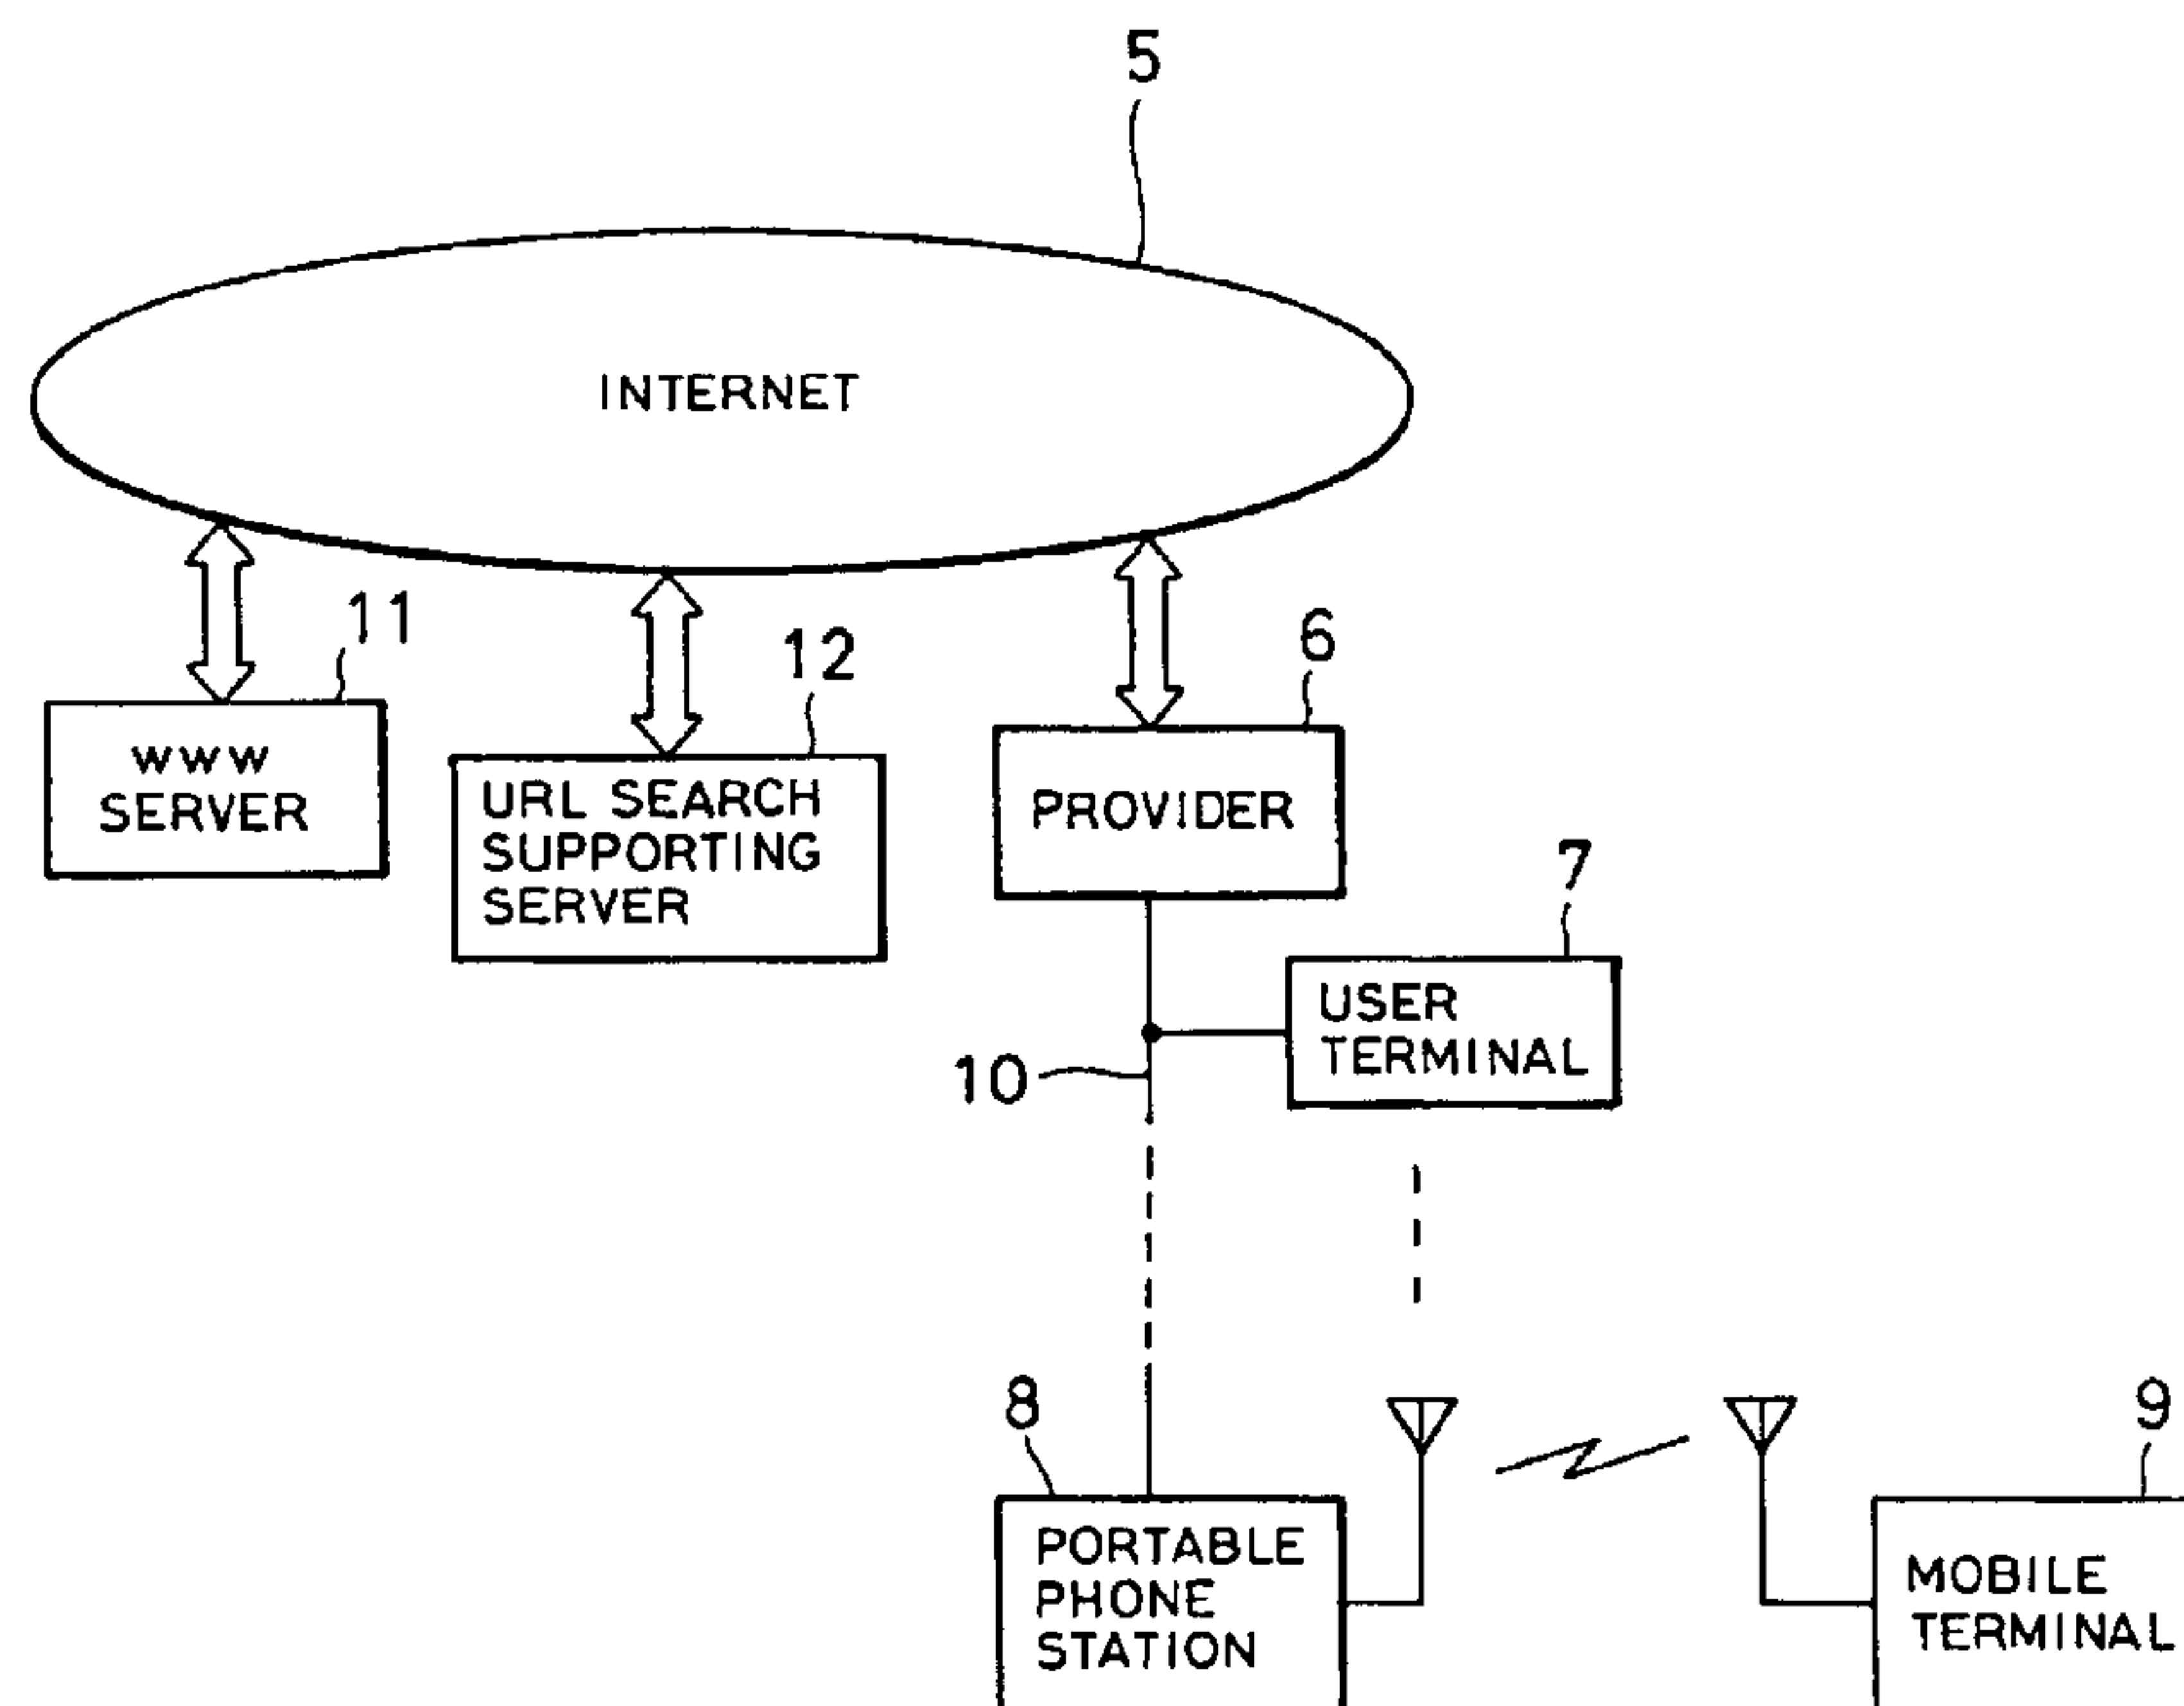 5
INTERNET
11
12
6
WWW
SERVER
URL SEARCH
SUPPORTING
SERVER
PROVIDER
7
USER
TERMINAL
10
8
9
PORTABLE
PHONE
STATION
MOBILE
TERMINAL